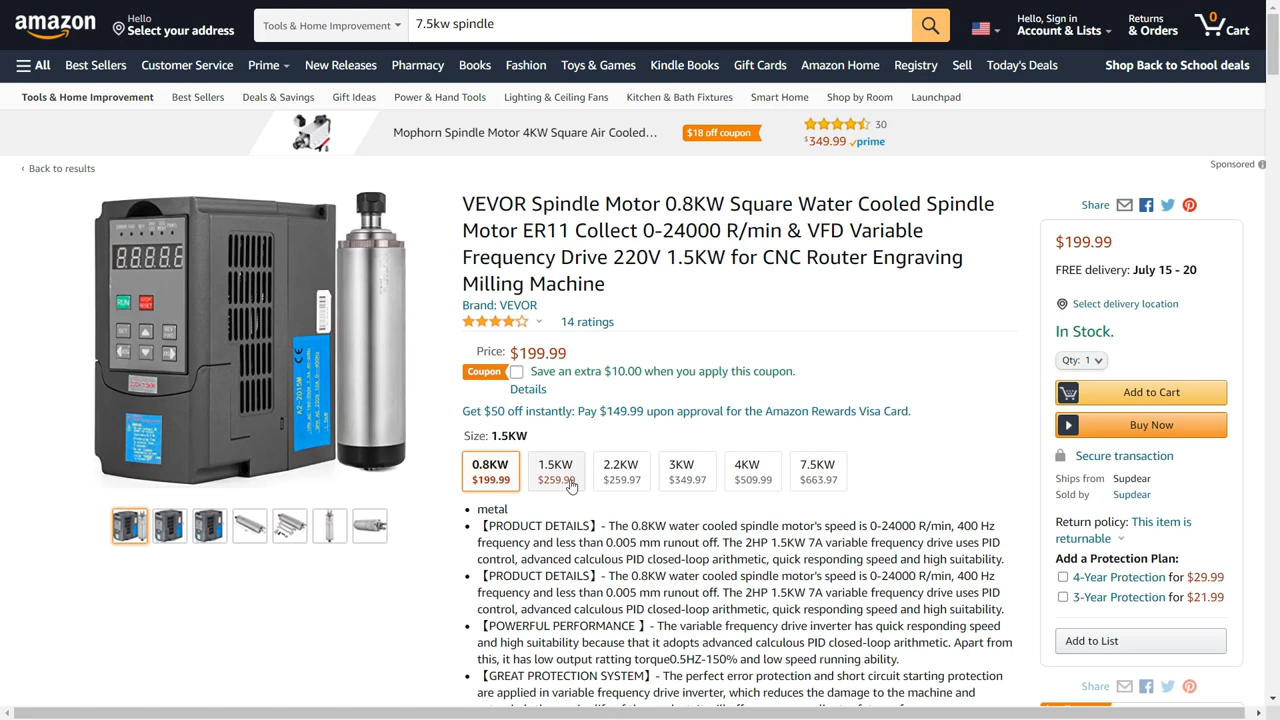 amazon
Hello
Select your address
Tools & Home Improvement
7.5kw spindle
Hello, Sign in
Account & Lists
Returns
& Orders
0
Cart
All
Best Sellers
Customer Service
Prime
New Releases
Pharmacy
Books
Fashion
Toys & Games
Kindle Books
Gift Cards
Amazon Home
Registry
Sell
Today's Deals
Shop Back to School deals
Tools & Home Improvement
Best Sellers
Deals & Savings
Gift Ideas
Power & Hand Tools
Lighting & Ceiling Fans
Kitchen & Bath Fixtures
Smart Home
Shop by Room
Launchpad
Mophorn Spindle Motor 4KW Square Air Cooled…
$18 off coupon
30
$349.99 prime
‹ Back to results
Sponsored
VEVOR Spindle Motor 0.8KW Square Water Cooled Spindle
Motor ER11 Collect 0-24000 R/min & VFD Variable
Frequency Drive 220V 1.5KW for CNC Router Engraving
Milling Machine
Brand: VEVOR
14 ratings
Price: $199.99
Coupon
Save an extra $10.00 when you apply this coupon.
Details
Get $50 off instantly: Pay $149.99 upon approval for the Amazon Rewards Visa Card.
Size: 1.5KW
0.8KW
$199.99
1.5KW
$259.99
2.2KW
$259.97
3KW
$349.97
4KW
$509.99
7.5KW
$663.97
• metal
• 【PRODUCT DETAILS】- The 0.8KW water cooled spindle motor's speed is 0-24000 R/min, 400 Hz
frequency and less than 0.005 mm runout off. The 2HP 1.5KW 7A variable frequency drive uses PID
control, advanced calculous PID closed-loop arithmetic, quick responding speed and high suitability.
• 【PRODUCT DETAILS】- The 0.8KW water cooled spindle motor's speed is 0-24000 R/min, 400 Hz
frequency and less than 0.005 mm runout off. The 2HP 1.5KW 7A variable frequency drive uses PID
control, advanced calculous PID closed-loop arithmetic, quick responding speed and high suitability.
• 【POWERFUL PERFORMANCE 】- The variable frequency drive inverter has quick responding speed
and high suitability because that it adopts advanced calculous PID closed-loop arithmetic. Apart from
this, it has low output ratting torque0.5HZ-150% and low speed running ability.
• 【GREAT PROTECTION SYSTEM】- The perfect error protection and short circuit starting protection
are applied in variable frequency drive inverter, which reduces the damage to the machine and
Share
$199.99
FREE delivery: July 15 - 20
Select delivery location
In Stock.
Qty: 1
Add to Cart
Buy Now
Secure transaction
Ships from Supdear
Sold by Supdear
Return policy: This item is
returnable
Add a Protection Plan:
4-Year Protection for $29.99
3-Year Protection for $21.99
Add to List
Share
RUN
STOP
RESET
SET